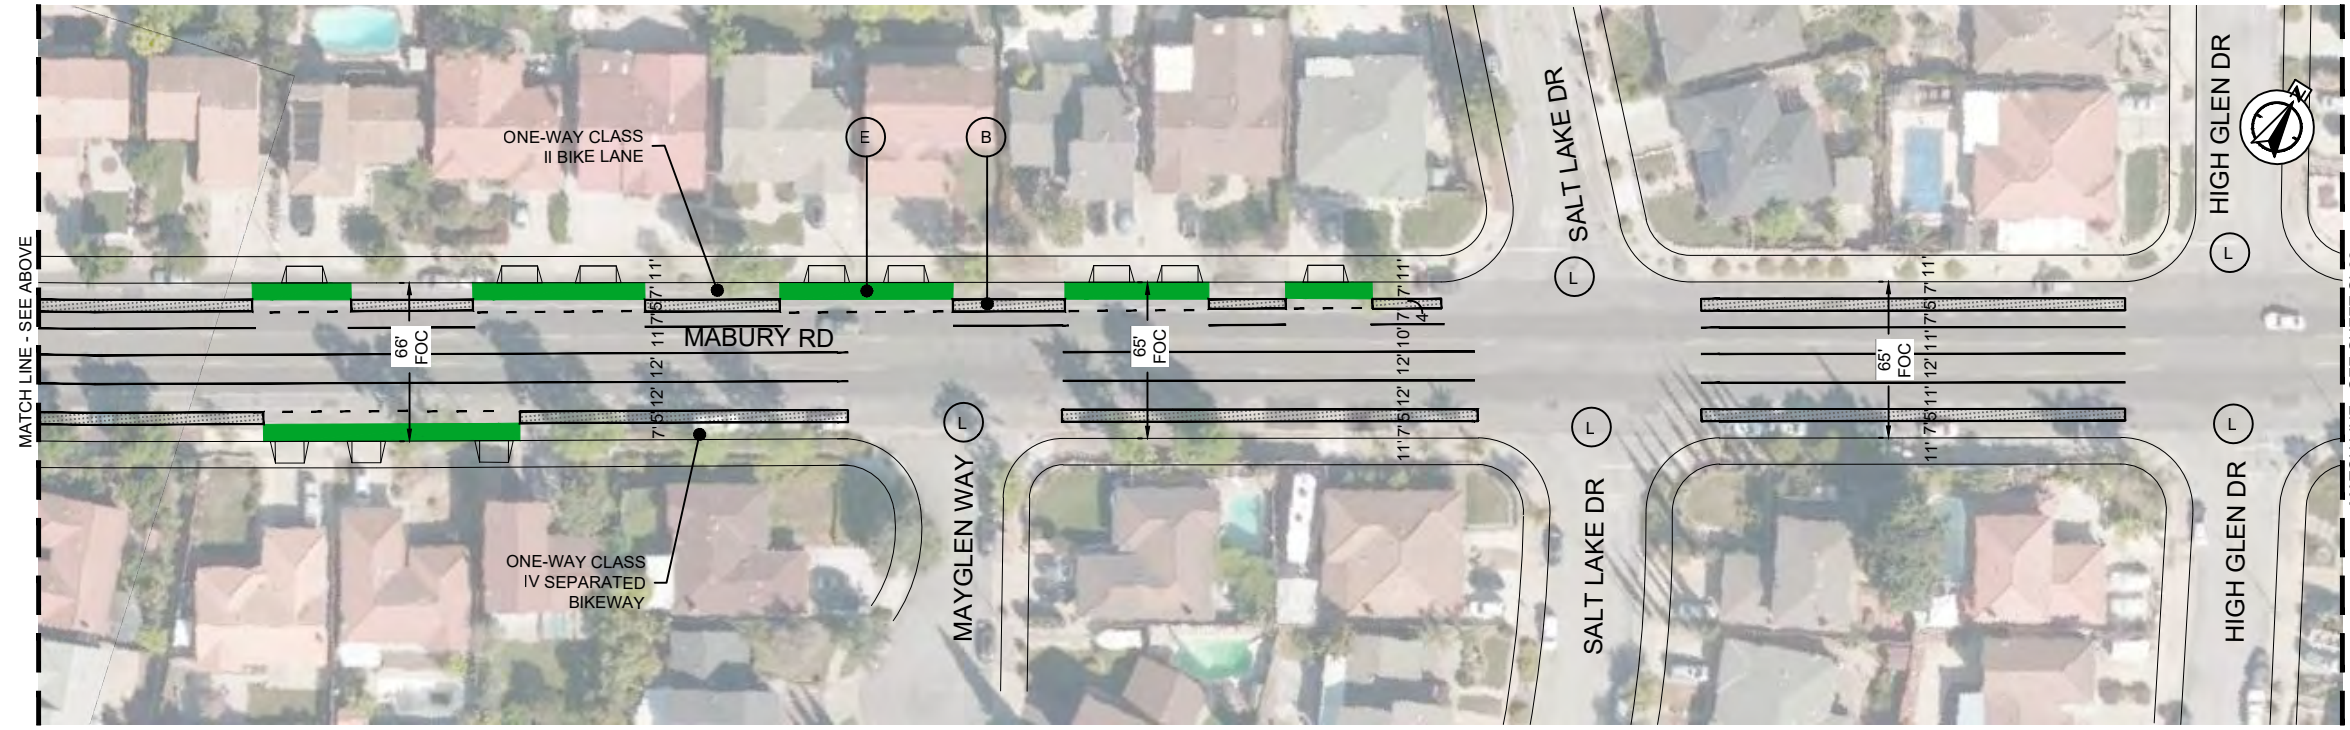 MATCH LINE - SEE ABOVE
ONE-WAY CLASS
II BIKE LANE
E
B
SALT LAKE DR
L
HIGH GLEN DR
L
N
66'
FOC
11'
7'
5'
7'
11'
12'
12'
5'
7'
MABURY RD
65'
FOC
11'
7'
7'
4'
10'
12'
12'
5'
7'
11'
65'
FOC
11'
7'
5'
7'
11'
12'
11'
5'
7'
11'
ONE-WAY CLASS
IV SEPARATED
BIKEWAY
L
MAYGLEN WAY
L
SALT LAKE DR
L
HIGH GLEN DR